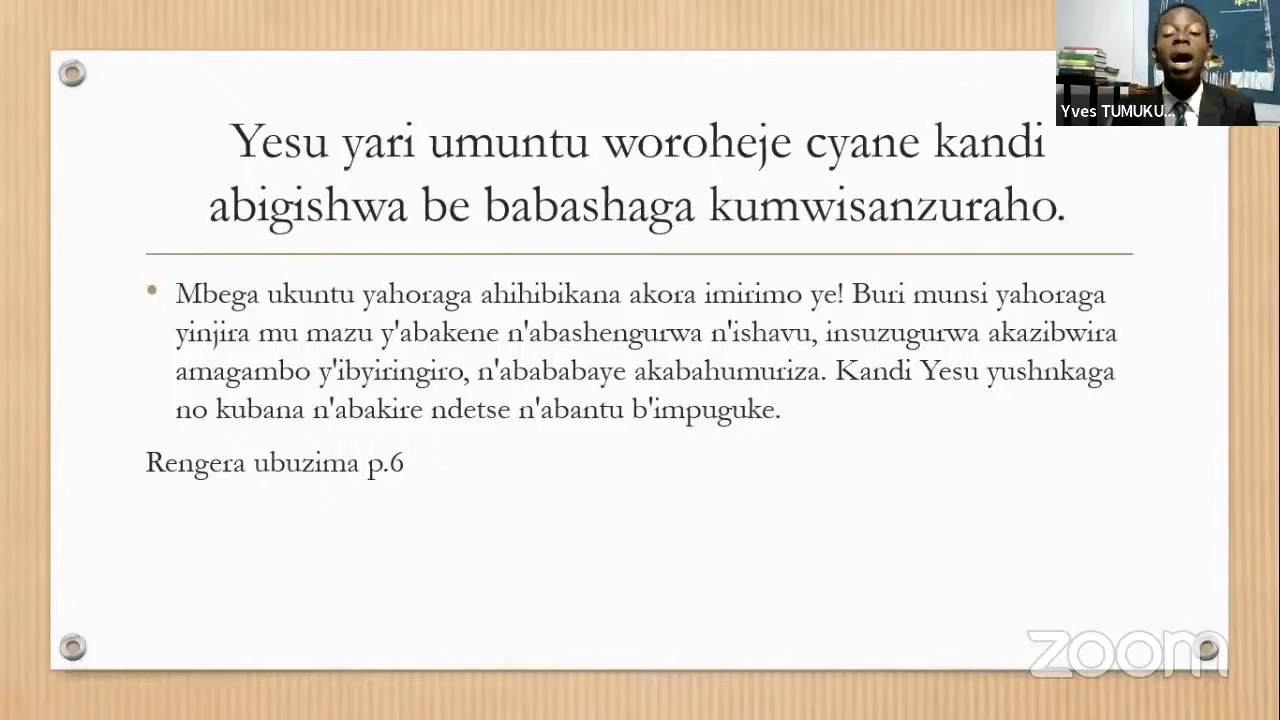 Yves TUMUKU...
Yesu yari umuntu woroheje cyane kandi
abigishwa be babashaga kumwisanzuraho.
• Mbega ukuntu yahoraga ahihibikana akora imirimo ye! Buri munsi yahoraga
yinjira mu mazu y'abakene n'abashengurwa n'ishavu, insuzugurwa akazibwira
amagambo y'ibyiringiro, n'abababaye akabahumuriza. Kandi Yesu yushnkaga
no kubana n'abakire ndetse n'abantu b'impuguke.
Rengera ubuzima p.6
zoom